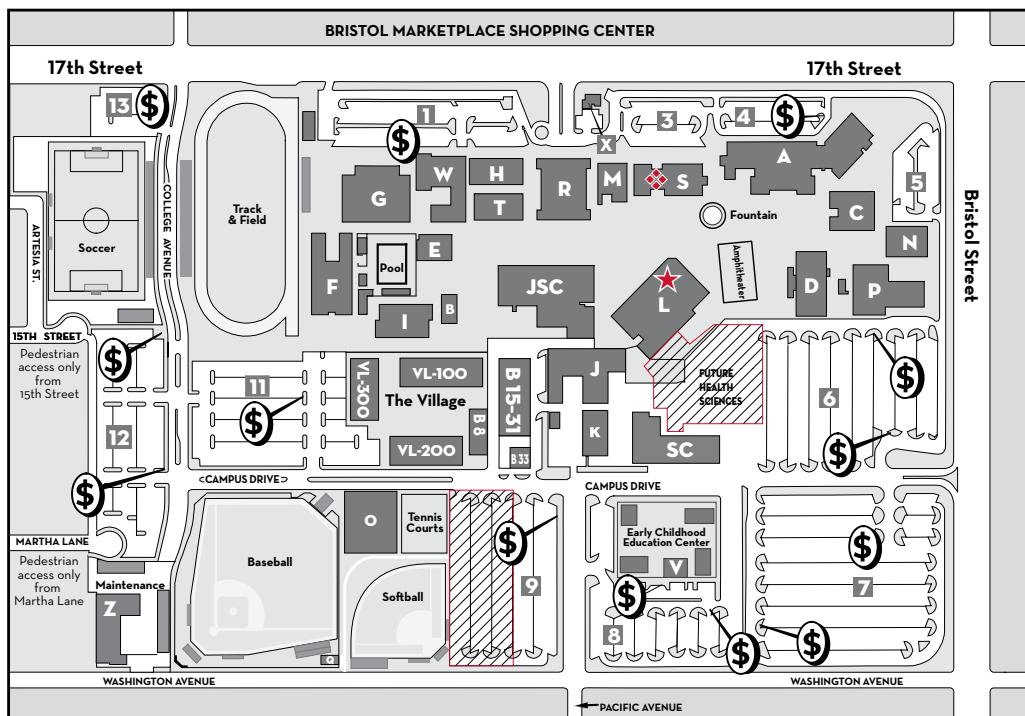 BRISTOL MARKETPLACE SHOPPING CENTER
17th Street
17th Street
13
$
1
$
X
3
4
$
A
5
G
W
H
T
R
M
S
C
N
Fountain
Bristol Street
COLLEGE AVENUE
ARTESIA ST.
Soccer
Track
& Field
E
Pool
F
I
B
JSC
L
Amphitheater
D
P
15TH STREET
Pedestrian
access only
from
15th Street
$
11
$
VL-300
VL-100
The Village
VL-200
B 8
B 15-31
B 33
J
K
SC
FUTURE
HEALTH
SCIENCES
6
$
$
12
$
CAMPUS DRIVE
CAMPUS DRIVE
MARTHA LANE
Pedestrian
access only
from
Martha Lane
Maintenance
Z
Baseball
O
Tennis
Courts
Softball
Q
$
9
Early Childhood
Education Center
V
$
8
$
$
$
7
WASHINGTON AVENUE
WASHINGTON AVENUE
PACIFIC AVENUE